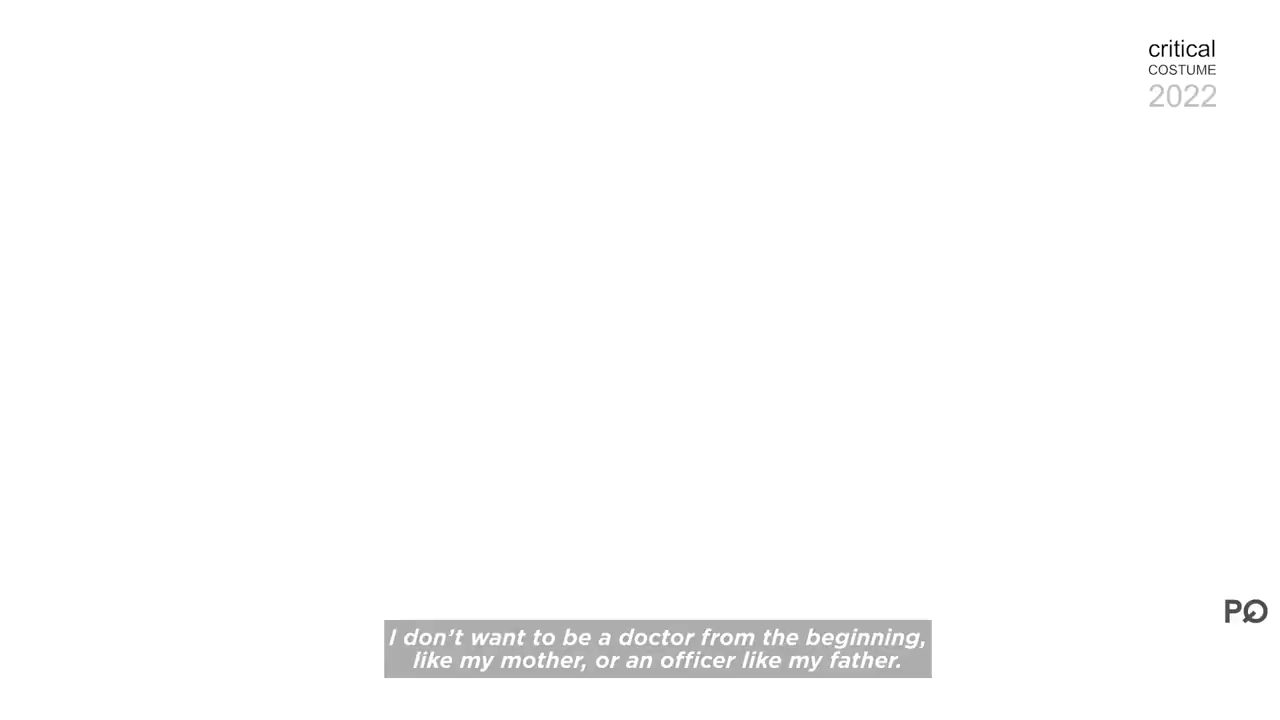 critical
COSTUME
2022
PQ
I don't want to be a doctor from the beginning,
like my mother, or an officer like my father.